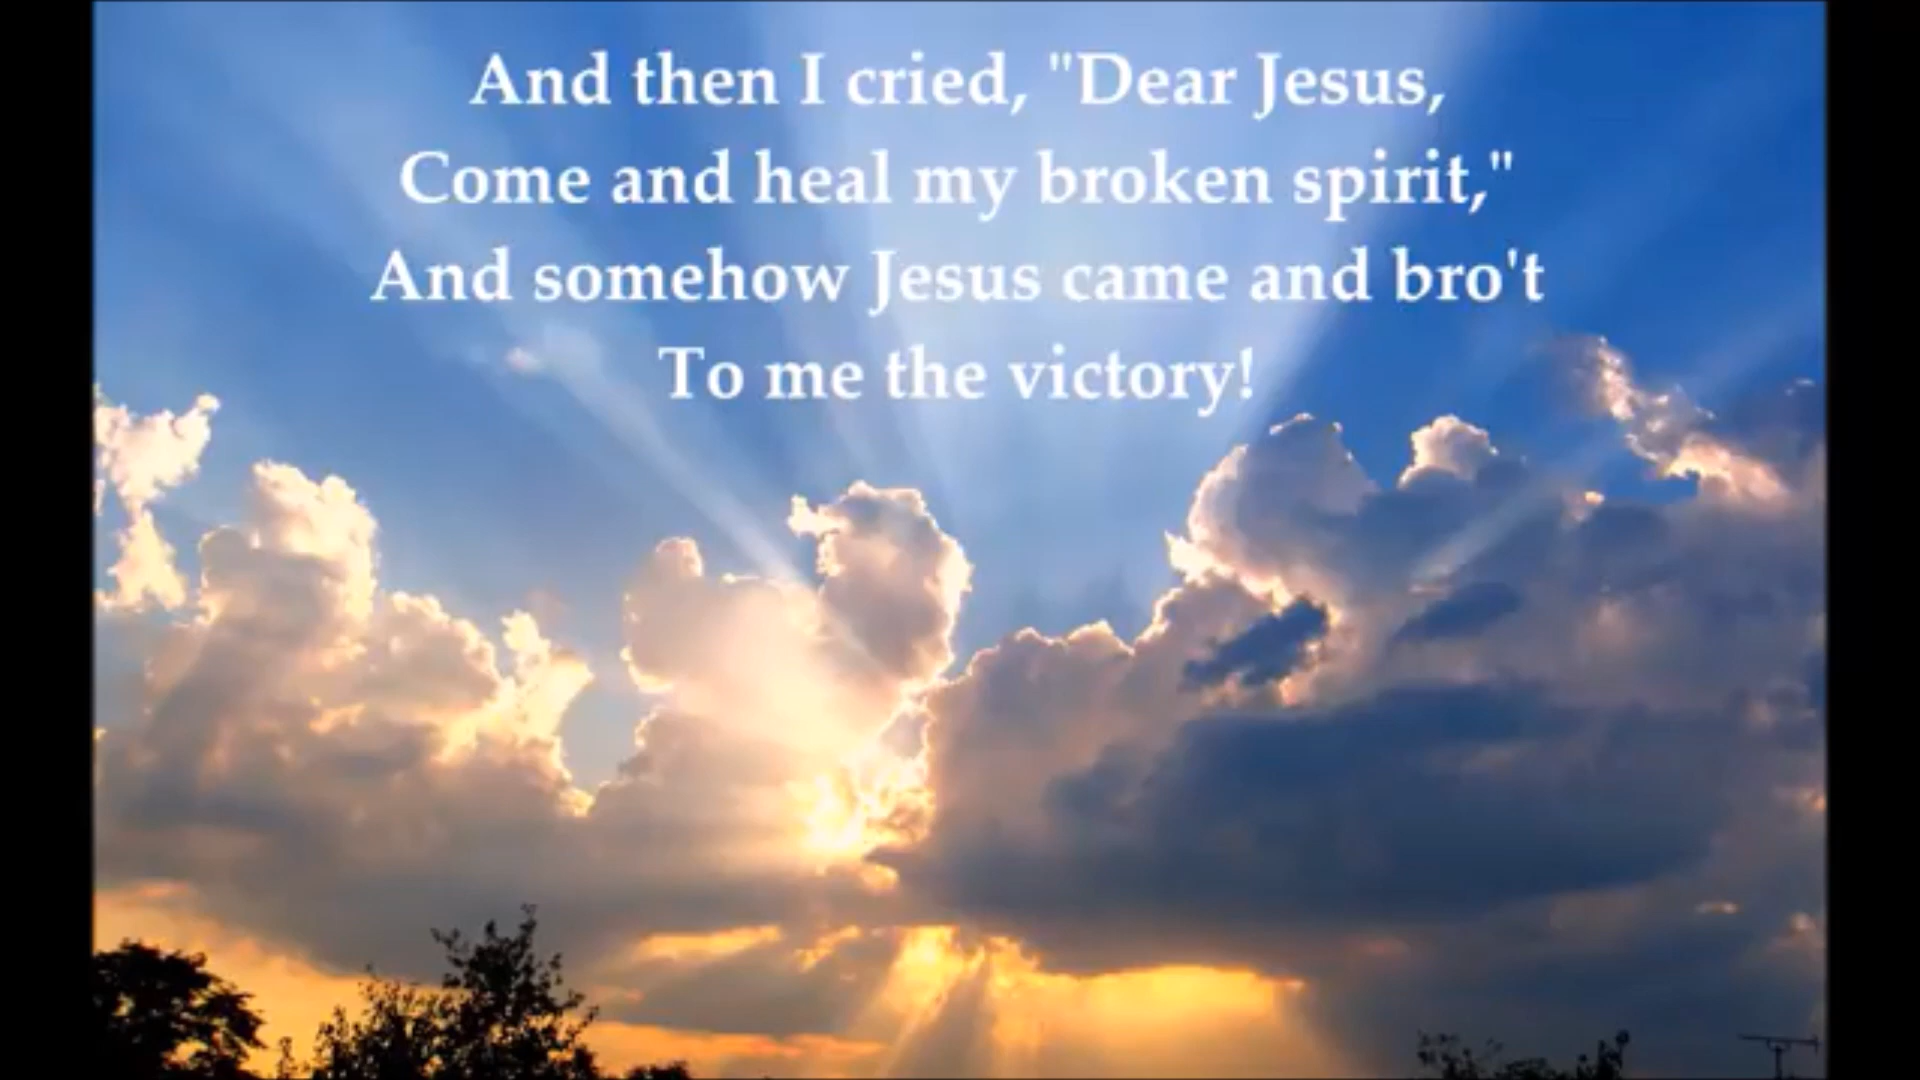 And then I cried, "Dear Jesus,
Come and heal my broken spirit,"
And somehow Jesus came and bro't
To me the victory!